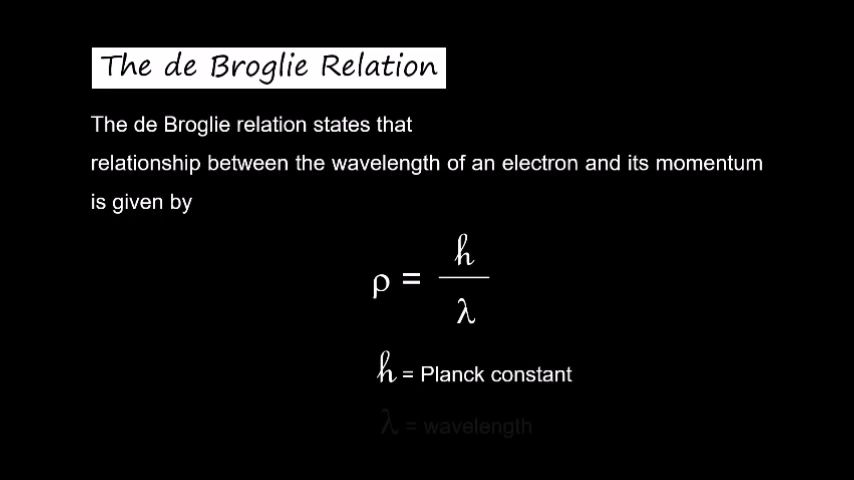 The de Broglie Relation
The de Broglie relation states that
relationship between the wavelength of an electron and its momentum
is given by
ρ = h
λ
h = Planck constant
λ = wavelength